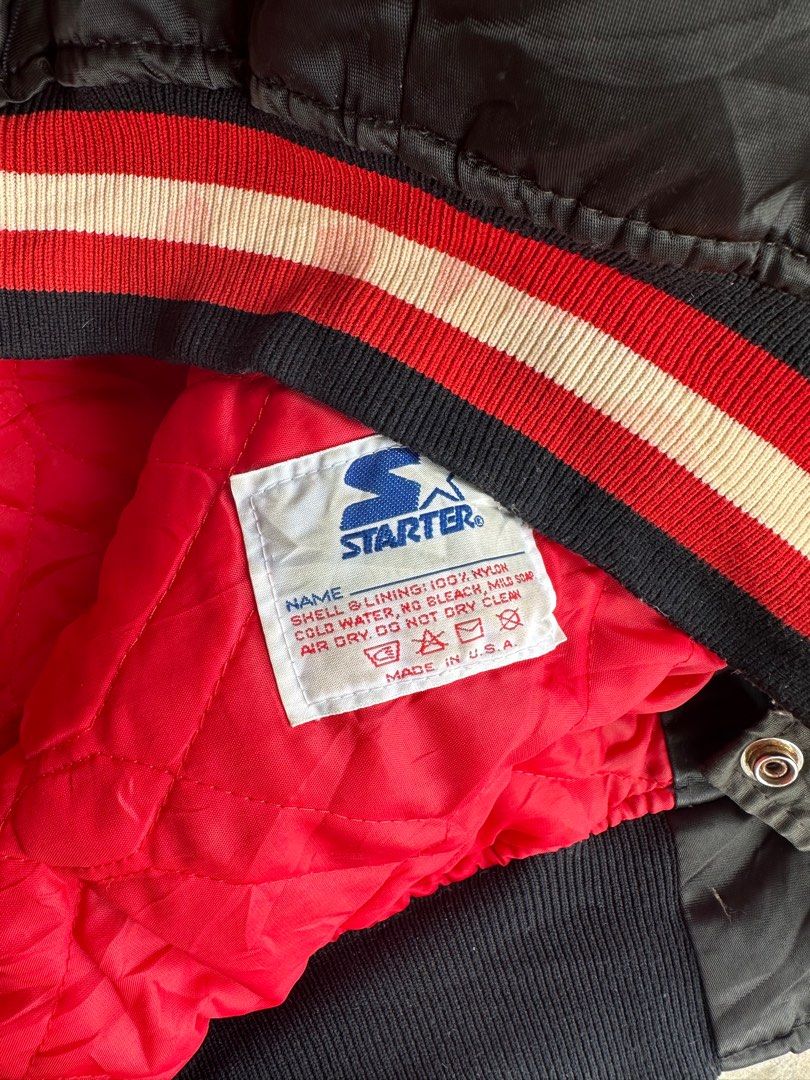 STARTER®
NAME
SHELL & LINING: 100% NYLON
COLD WATER, NO BLEACH, MILD SOAP
AIR DRY. DO NOT DRY CLEAN
MADE IN U.S.A.